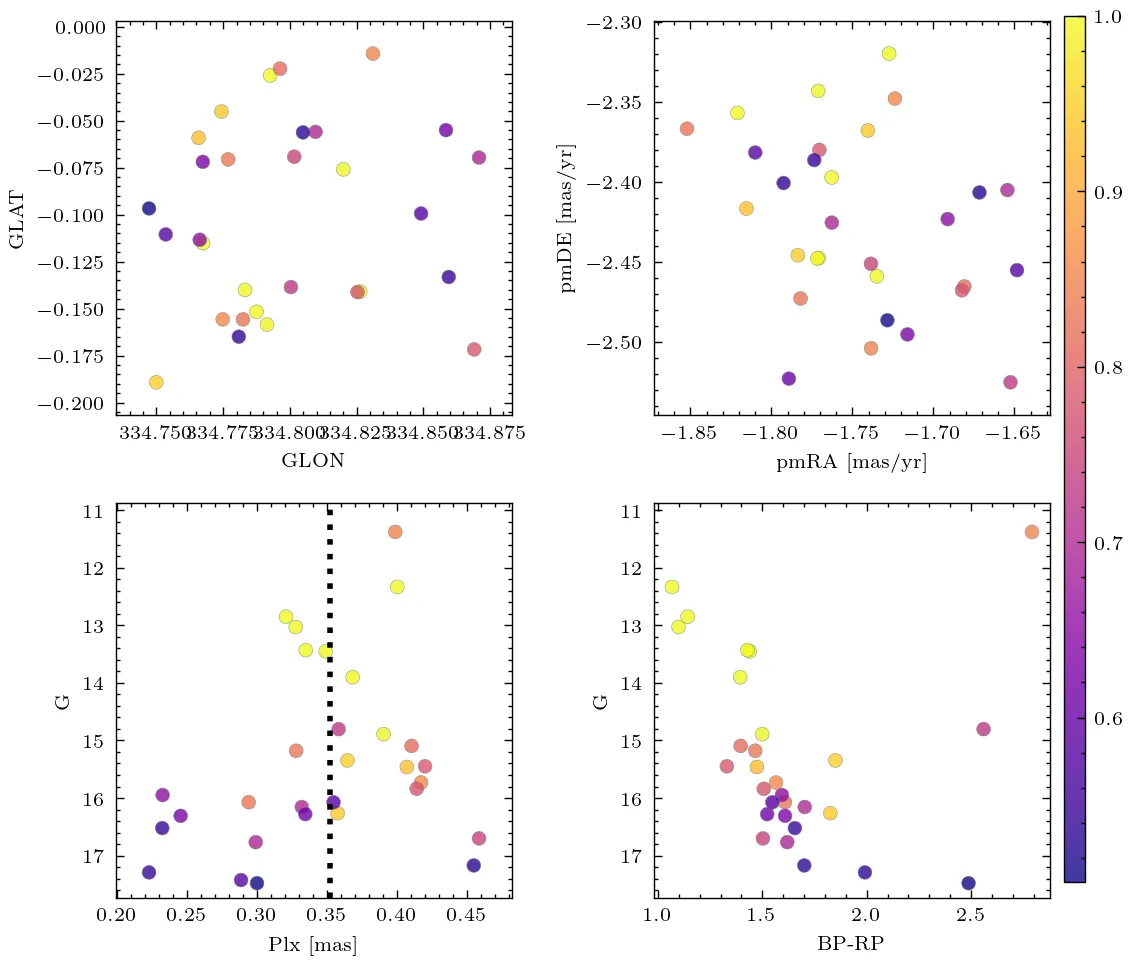 0.000
−0.025
−0.050
−0.075
−0.100
−0.125
−0.150
−0.175
−0.200
GLAT
334.750 334.775 334.800 334.825 334.850 334.875
GLON
−2.30
−2.35
−2.40
−2.45
−2.50
pmDE [mas/yr]
−1.85 −1.80 −1.75 −1.70 −1.65
pmRA [mas/yr]
1.0
0.9
0.8
0.7
0.6
11
12
13
14
15
16
17
G
0.20 0.25 0.30 0.35 0.40 0.45
Plx [mas]
11
12
13
14
15
16
17
G
1.0 1.5 2.0 2.5
BP-RP